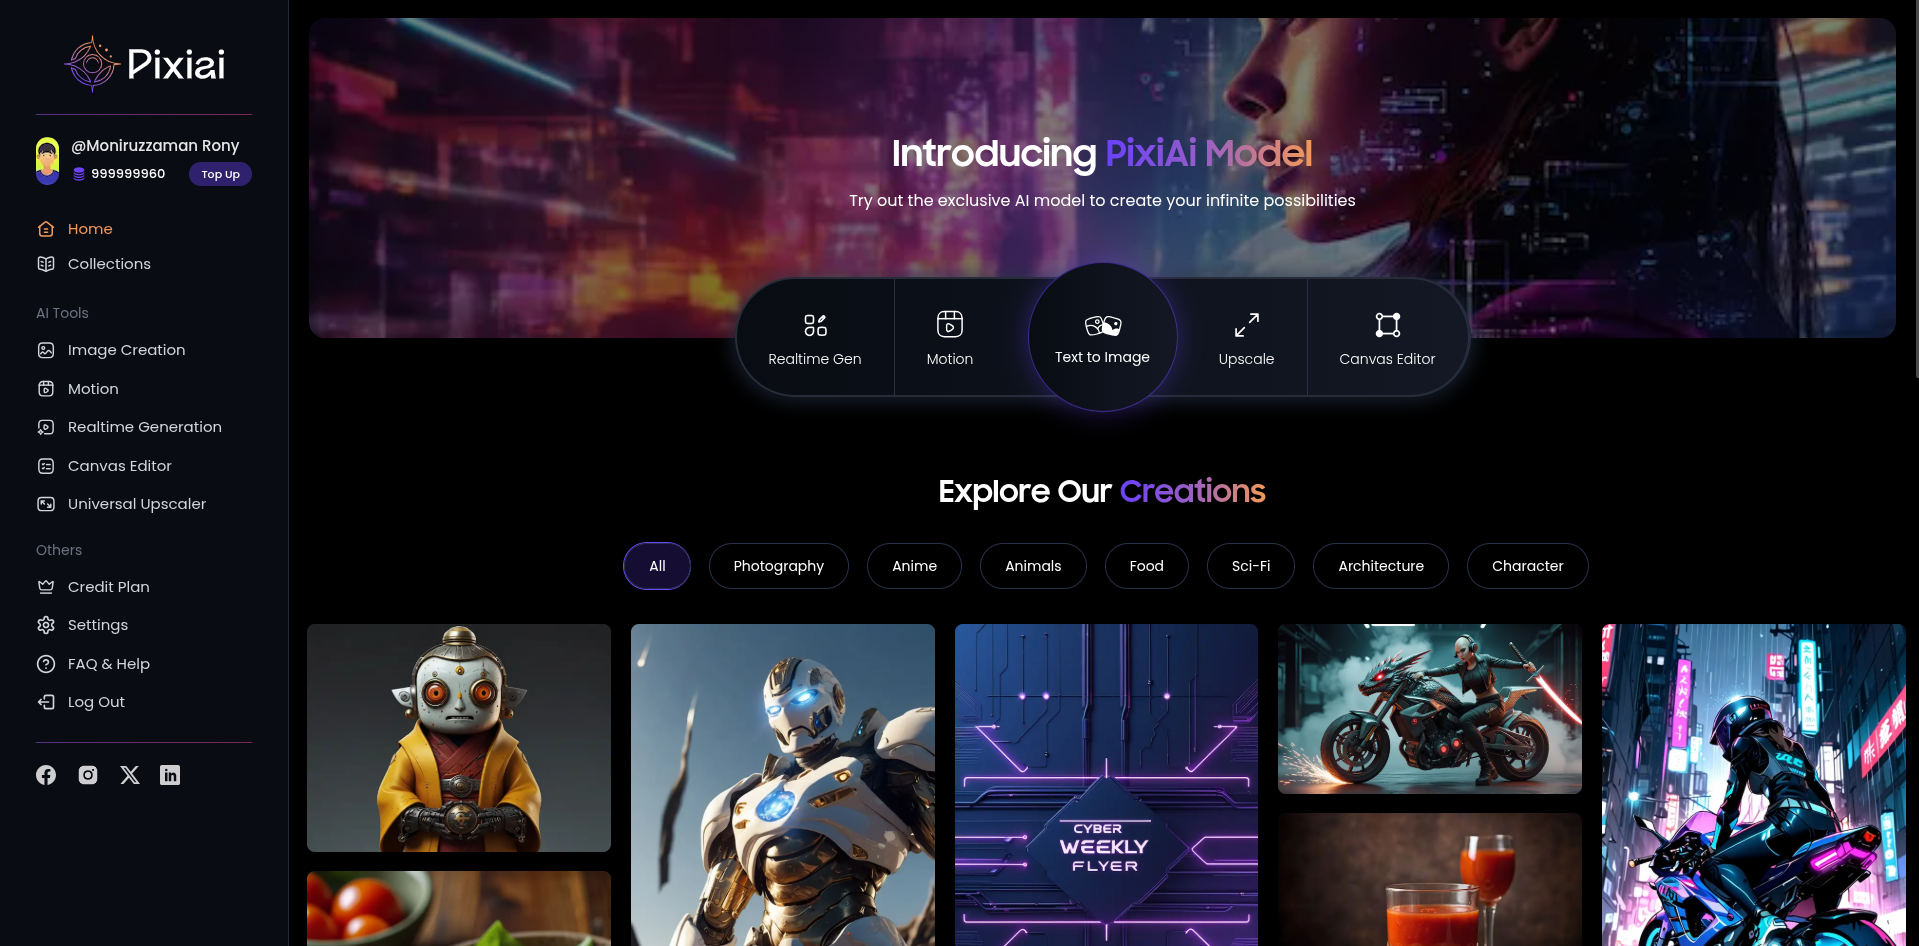 Pixiai
@Moniruzzaman Rony
999999960
Top Up
Home
Collections
AI Tools
Image Creation
Motion
Realtime Generation
Canvas Editor
Universal Upscaler
Others
Credit Plan
Settings
FAQ & Help
Log Out
Introducing PixiAi Model
Try out the exclusive AI model to create your infinite possibilities
Realtime Gen
Motion
Text to Image
Upscale
Canvas Editor
Explore Our Creations
All
Photography
Anime
Animals
Food
Sci-Fi
Architecture
Character
CYBER
WEEKLY
FLYER